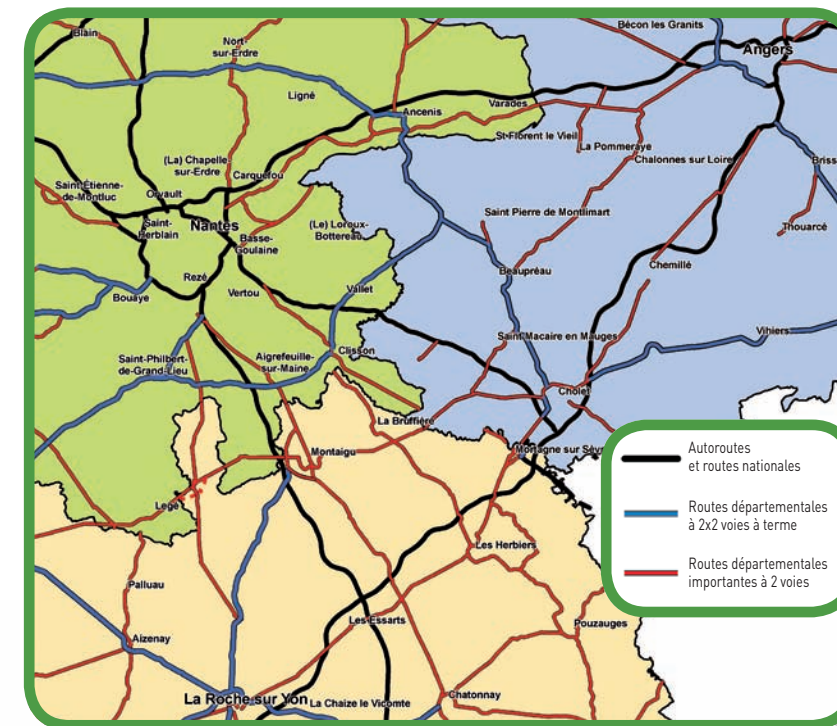 Bécon les Granits
Blain
Nort-
sur-Erdre
Angers
Ligné
Ancenis
Varades
St Florent le Vieil
La Pommeraye
(La) Chapelle-
sur-Erdre
Carquefou
Chalonnes sur Loire
Saint-Étienne-
de-Montluc
Orvault
Saint Pierre de Montlimart
Saint-
Herblain
Nantes
(Le) Loroux-
Bottereau
Thouarcé
Basse-
Goulaine
Chemillé
Rezé
Beaupréau
Bouaye
Vertou
Vallet
Saint Macaire en Mauges
Vihiers
Saint-Philbert-
de-Grand-Lieu
Aigrefeuille-
sur-Maine
Clisson
Cholet
La Bruffière
Montaigu
Mortagne sur Sèv
Autoroutes
et routes nationales
Legé
Routes départementales
à 2x2 voies à terme
Les Herbiers
Routes départementales
importantes à 2 voies
Palluau
Les Essarts
Pouzauges
Aizenay
La Roche sur Yon
La Chaize le Vicomte
Chatonnay
Briss